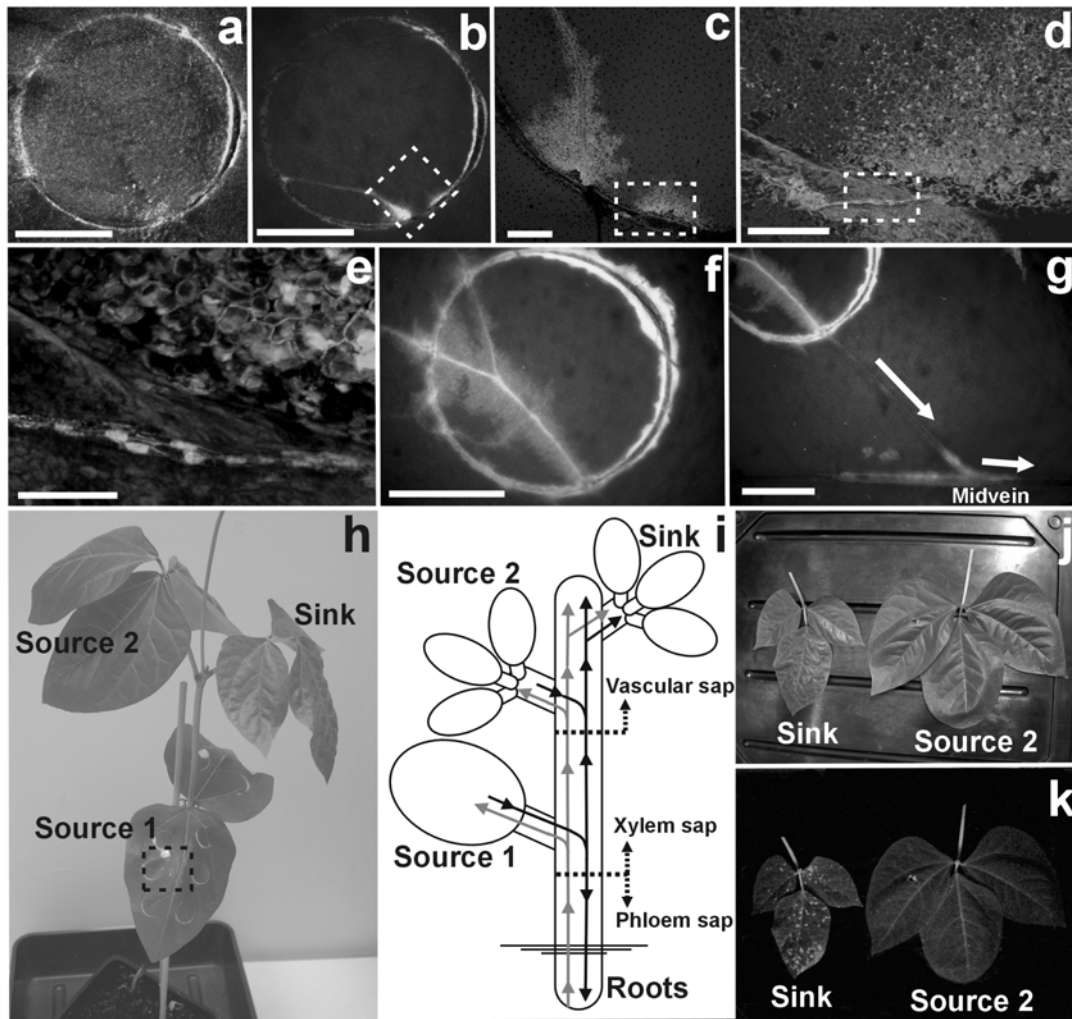 a
b
c
d
e
f
g
Midvein
h
Source 2
Sink
Source 1
i
Sink
Source 2
Vascular sap
Source 1
Xylem sap
Phloem sap
Roots
j
Sink
Source 2
k
Sink
Source 2